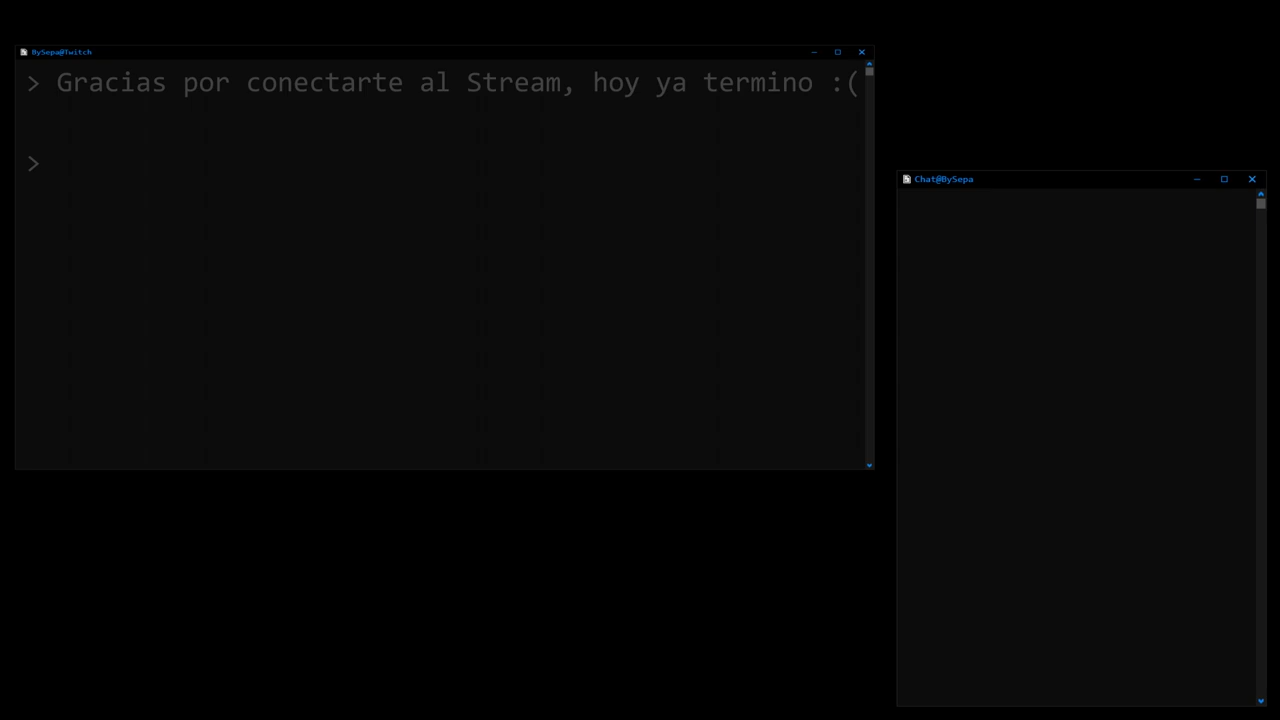 BySepa@Twitch
> Gracias por conectarte al Stream, hoy ya termino :(
>
Chat@BySepa